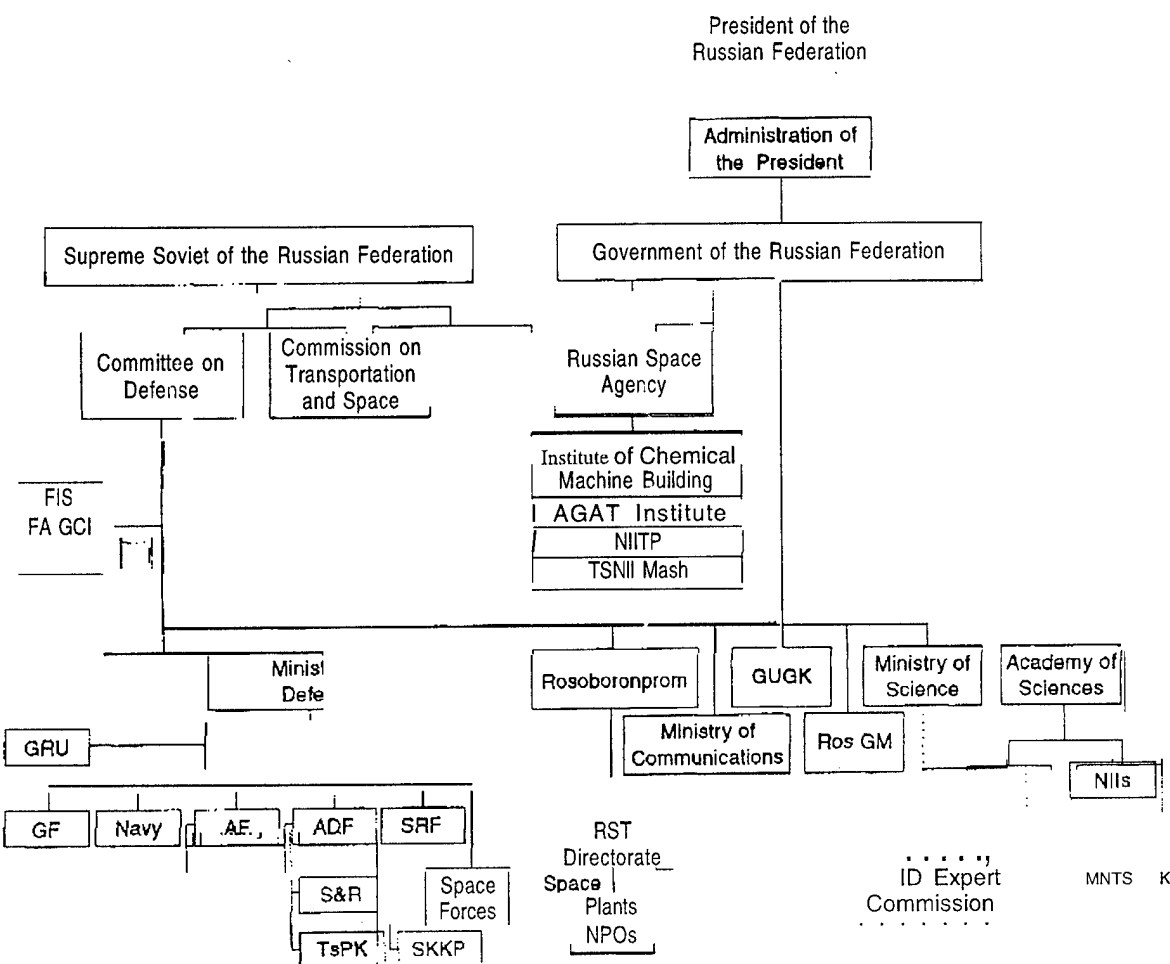 President of the
Russian Federation
Administration of
the President
Supreme Soviet of the Russian Federation
Government of the Russian Federation
Committee on
Defense
Commission on
Transportation
and Space
Russian Space
Agency
Institute of Chemical
Machine Building
AGAT Institute
NIITP
TSNII Mash
FIS
FA GCI
Minist
Defe
Rosoboronprom
GUGK
Ministry of
Science
Academy of
Sciences
Ministry of
Communications
Ros GM
GRU
NIIs
GF
Navy
AF
ADF
SRF
Space
Forces
S&R
TsPK
SKKP
RST
Directorate
Space
Plants
NPOs
ID Expert
Commission
MNTS
K